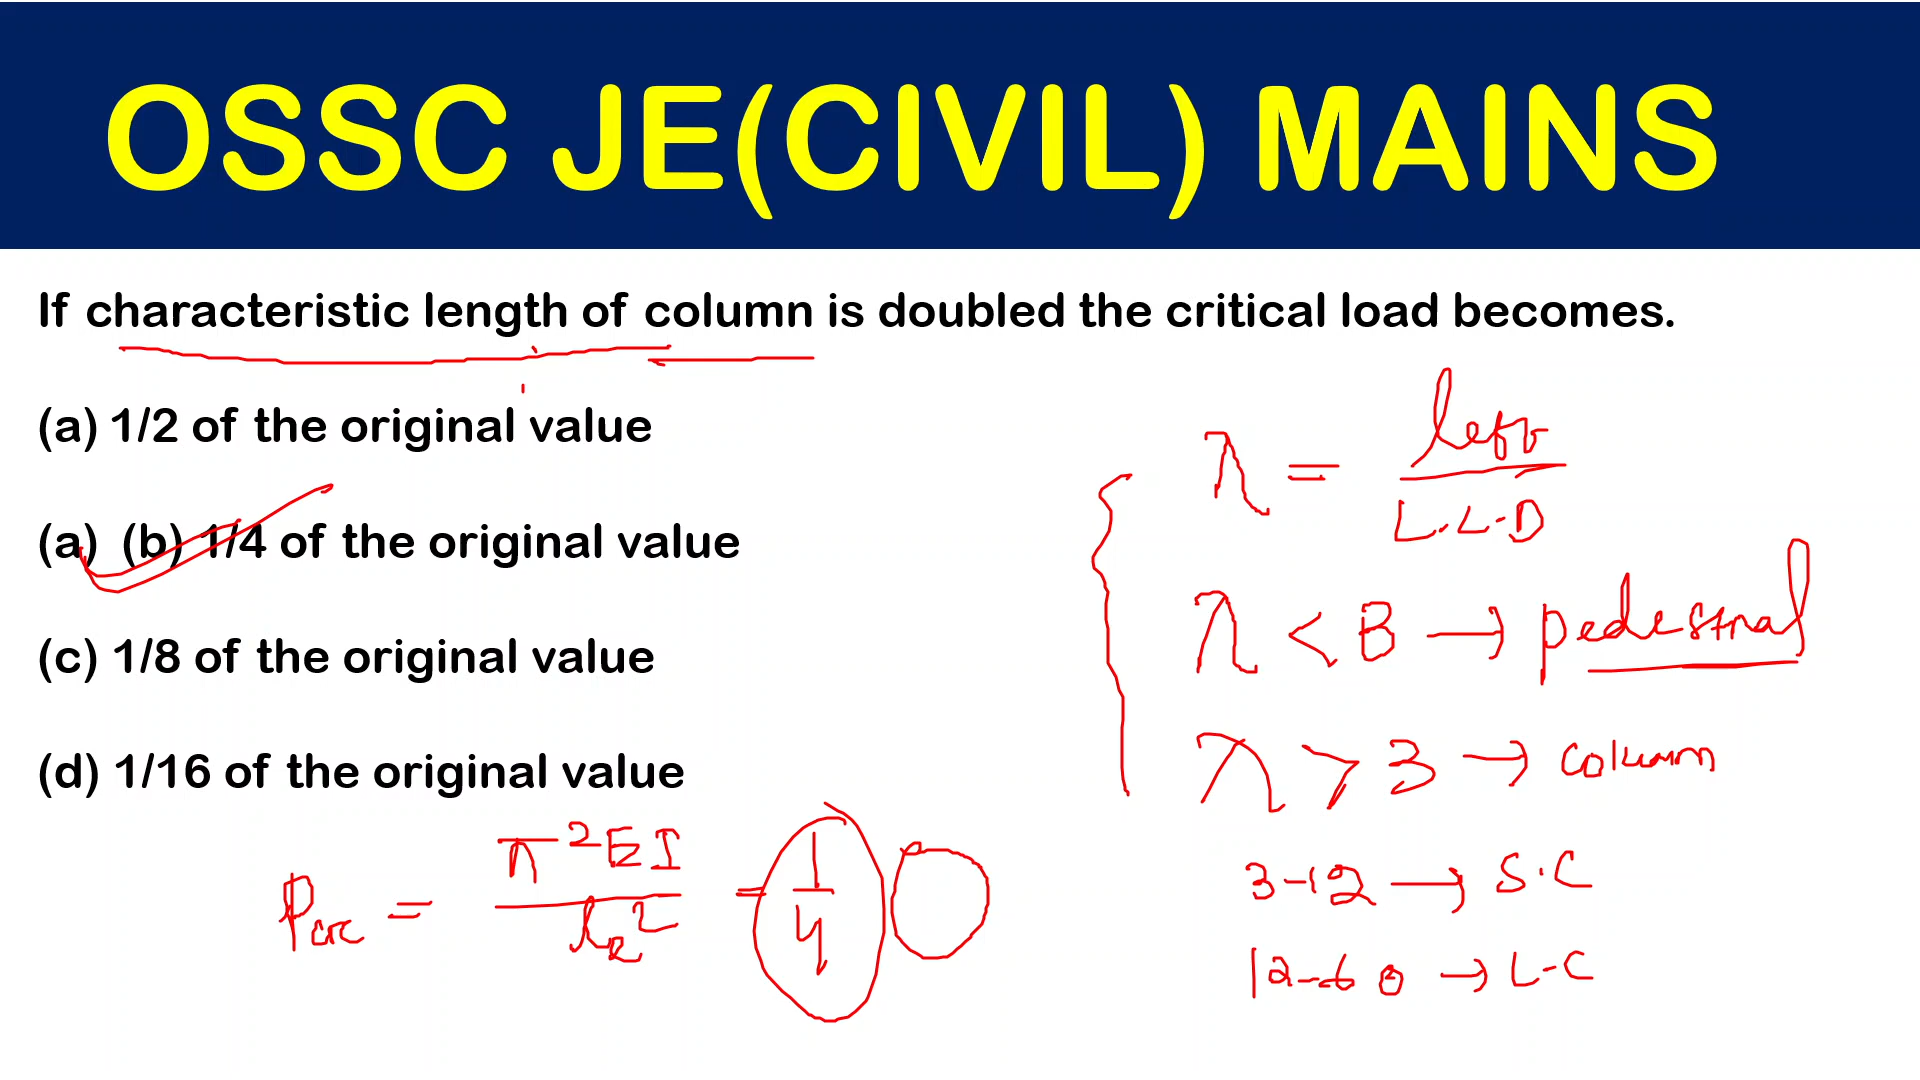 OSSC JE(CIVIL) MAINS
If characteristic length of column is doubled the critical load becomes.
(a) 1/2 of the original value
(a) (b) 1/4 of the original value
(c) 1/8 of the original value
(d) 1/16 of the original value
λ = leff / L.L.D
λ < 3 → pedestral
λ > 3 → column
3-12 → S.C
12-60 → L-C
Pcrc = π²EI / le² = 1/4